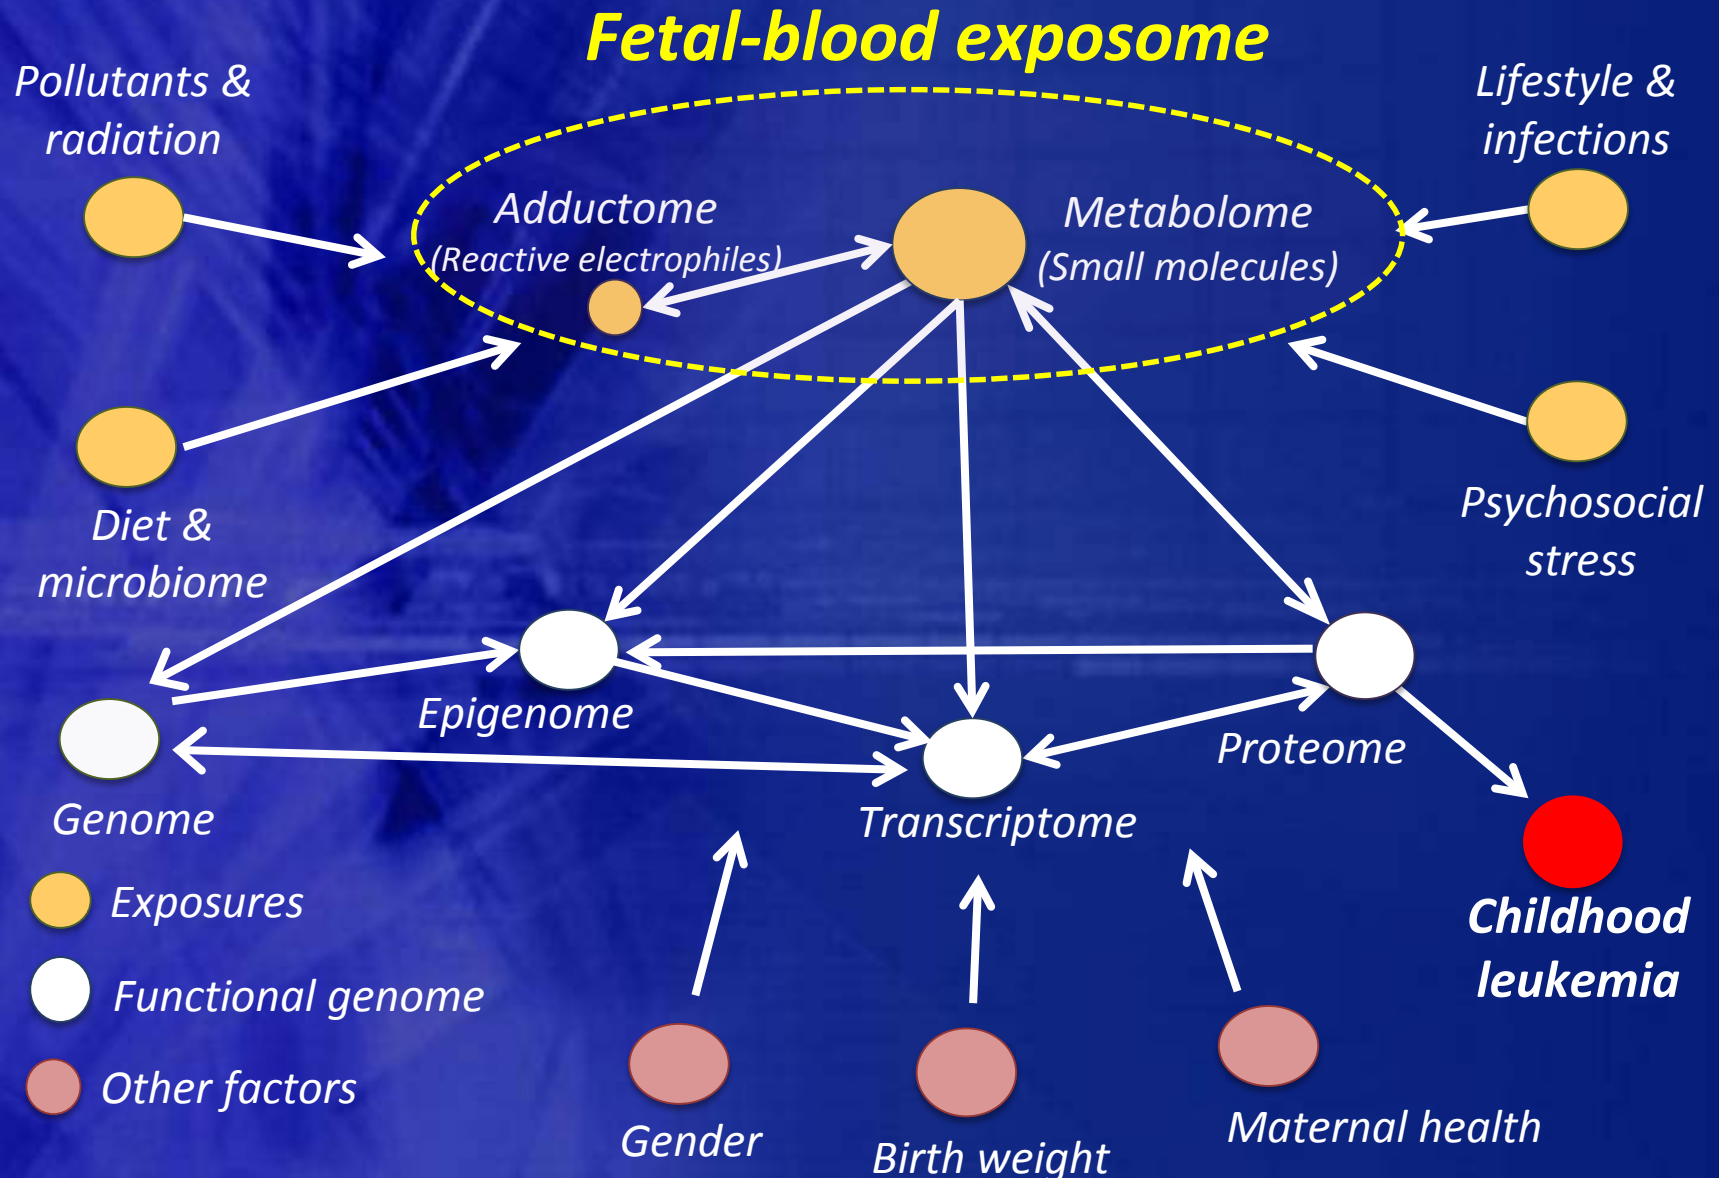 Fetal-blood exposome
Pollutants &
radiation
Lifestyle &
infections
Adductome
(Reactive electrophiles)
Metabolome
(Small molecules)
Diet &
microbiome
Psychosocial
stress
Epigenome
Proteome
Genome
Transcriptome
Exposures
Functional genome
Other factors
Childhood
leukemia
Gender
Birth weight
Maternal health